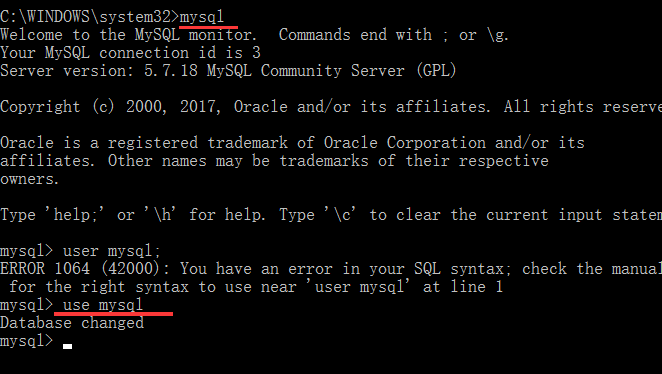 C:\WINDOWS\system32>mysql
Welcome to the MySQL monitor.  Commands end with ; or \g.
Your MySQL connection id is 3
Server version: 5.7.18 MySQL Community Server (GPL)
Copyright (c) 2000, 2017, Oracle and/or its affiliates. All rights reserve
Oracle is a registered trademark of Oracle Corporation and/or its
affiliates. Other names may be trademarks of their respective
owners.
Type 'help;' or '\h' for help. Type '\c' to clear the current input statem
mysql> user mysql;
ERROR 1064 (42000): You have an error in your SQL syntax; check the manual
 for the right syntax to use near 'user mysql' at line 1
mysql> use mysql
Database changed
mysql>